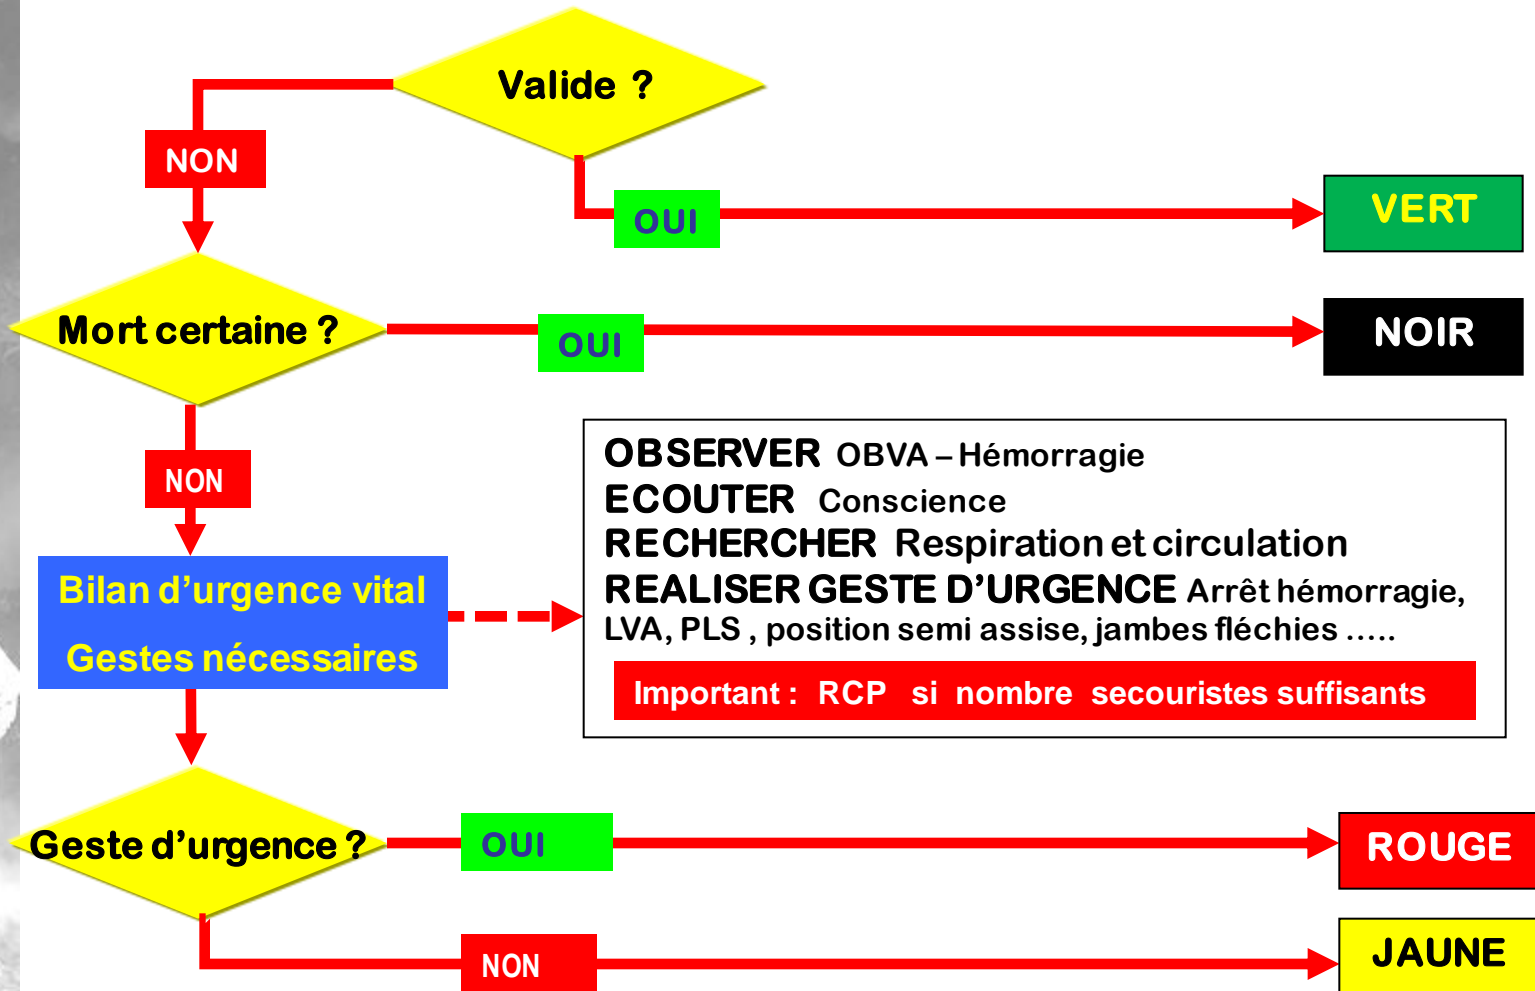 Valide ?
NON
OUI
VERT
Mort certaine ?
OUI
NOIR
NON
OBSERVER OBVA – Hémorragie
ECOUTER Conscience
RECHERCHER Respiration et circulation
REALISER GESTE D’URGENCE Arrêt hémorragie,
LVA, PLS , position semi assise, jambes fléchies .....
Important : RCP si nombre secouristes suffisants
Bilan d’urgence vital
Gestes nécessaires
Geste d’urgence ?
OUI
ROUGE
NON
JAUNE